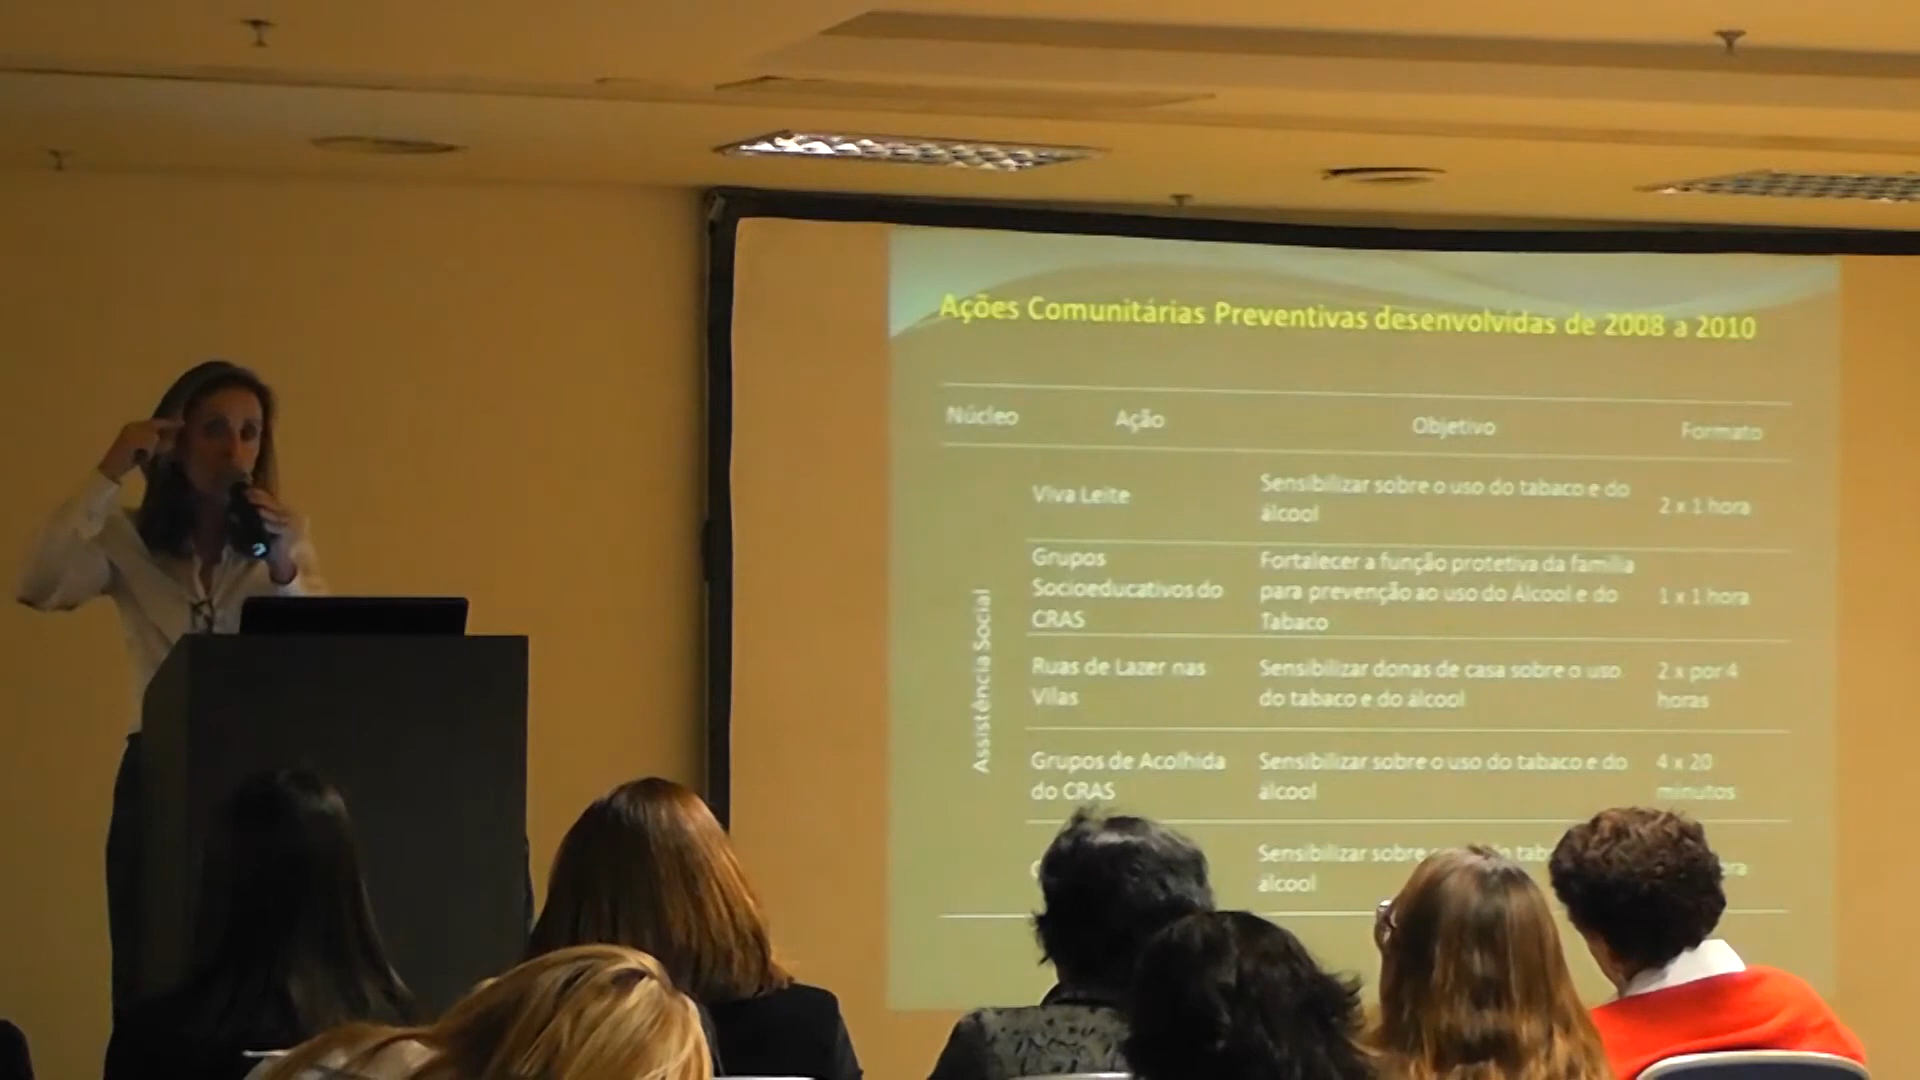 Ações Comunitárias Preventivas desenvolvidas de 2008 a 2010
Núcleo Ação Objetivo Formato
Assistência Social
Viva Leite
Sensibilizar sobre o uso do tabaco e do
álcool
2 x 1 hora
Grupos
Socioeducativos do
CRAS
Fortalecer a função protetiva da família
para prevenção ao uso do Álcool e do
Tabaco
1 x 1 hora
Ruas de Lazer nas
Vilas
Sensibilizar donas de casa sobre o uso
do tabaco e do álcool
2 x por 4
horas
Grupos de Acolhida
do CRAS
Sensibilizar sobre o uso do tabaco e do
álcool
4 x 20
minutos
Sensibilizar sobre
álcool